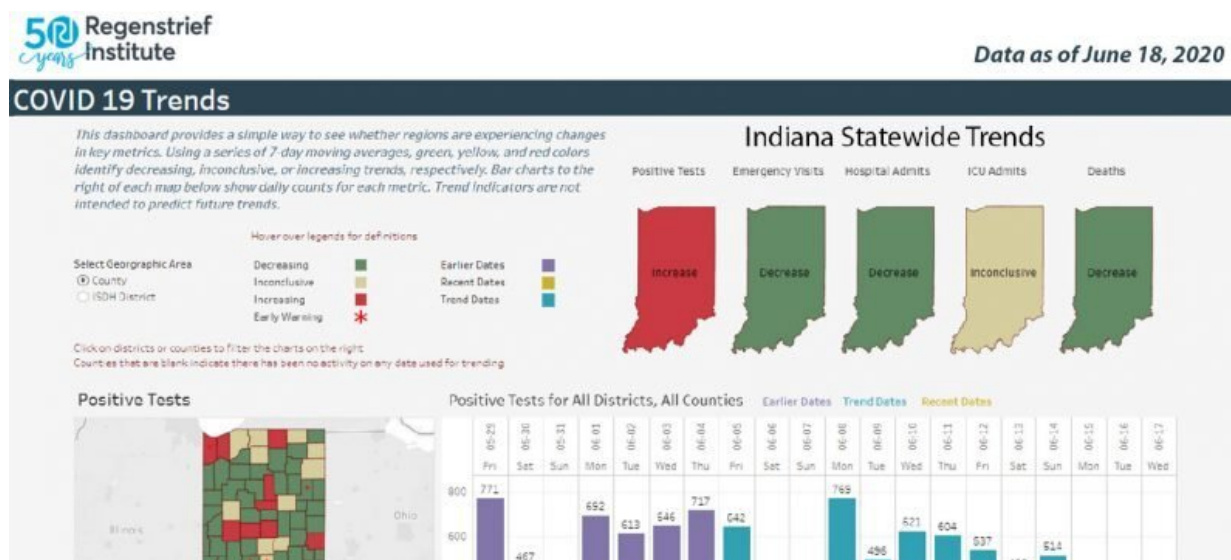 50 years
Regenstrief
Institute
Data as of June 18, 2020
COVID 19 Trends
This dashboard provides a simple way to see whether regions are experiencing changes
in key metrics. Using a series of 7-day moving averages, green, yellow, and red colors
identify decreasing, inconclusive, or increasing trends, respectively. Bar charts to the
right of each map below show daily counts for each metric. Trend indicators are not
intended to predict future trends.
Indiana Statewide Trends
Positive Tests Emergency Visits Hospital Admits ICU Admits Deaths
Increase Decrease Decrease Inconclusive Decrease
Hover over legends for definitions
Select Georgraphic Area
County
ISDH District
Decreasing
Inconclusive
Increasing
Early Warning
Earlier Dates
Recent Dates
Trend Dates
Click on districts or counties to filter the charts on the right
Counties that are blank indicate there has been no activity on any date used for trending
Positive Tests
Illinois
Ohio
Positive Tests for All Districts, All Counties Earlier Dates Trend Dates Recent Dates
05-29 05-30 05-31 06-01 06-02 06-03 06-04 06-05 06-06 06-07 06-08 06-09 06-10 06-11 06-12 06-13 06-14 06-15 06-16 06-17
Fri Sat Sun Mon Tue Wed Thu Fri Sat Sun Mon Tue Wed Thu Fri Sat Sun Mon Tue Wed
800
600
771 467 692 613 646 717 642 769 496 621 604 537 514